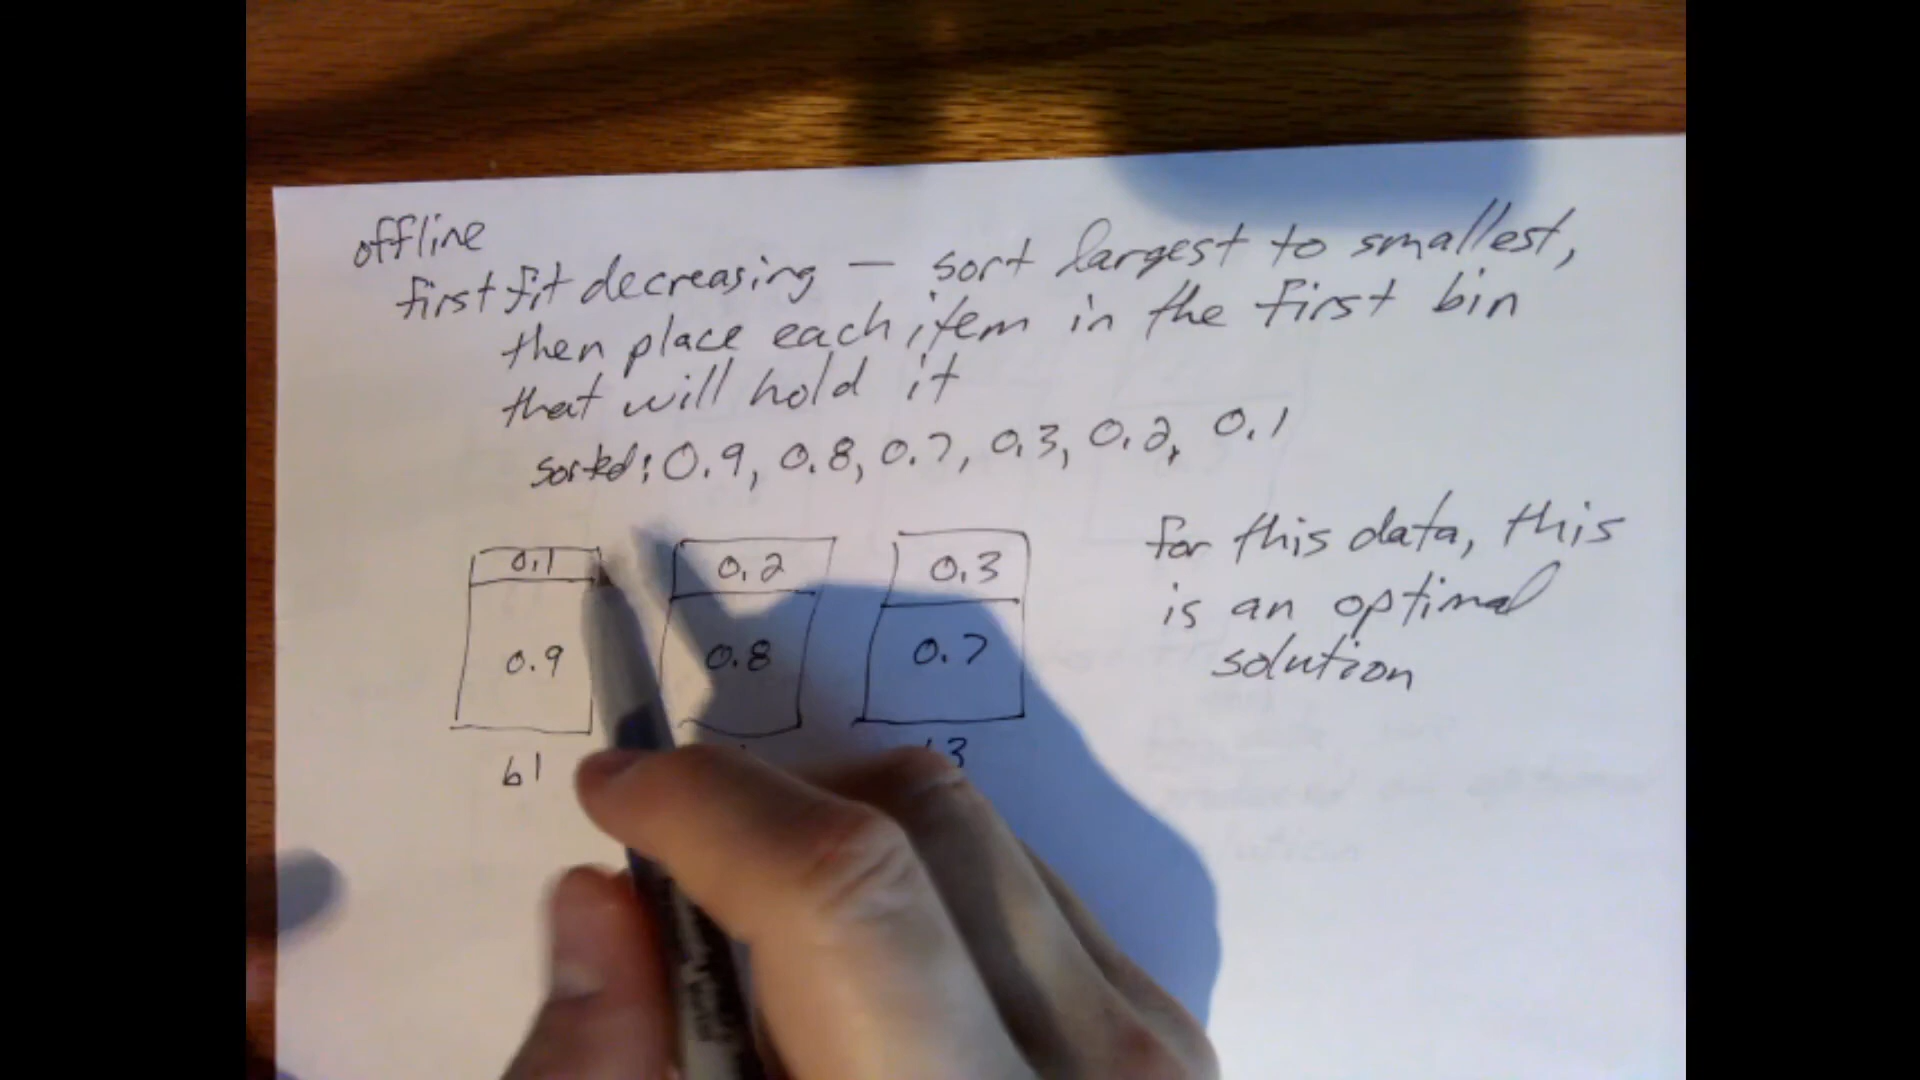 offline
first fit decreasing — sort largest to smallest,
then place each item in the first bin
that will hold it
sorted: 0.9, 0.8, 0.7, 0.3, 0.2, 0.1
0.1 0.2 0.3
0.9 0.8 0.7
b1 3
for this data, this
is an optimal
solution